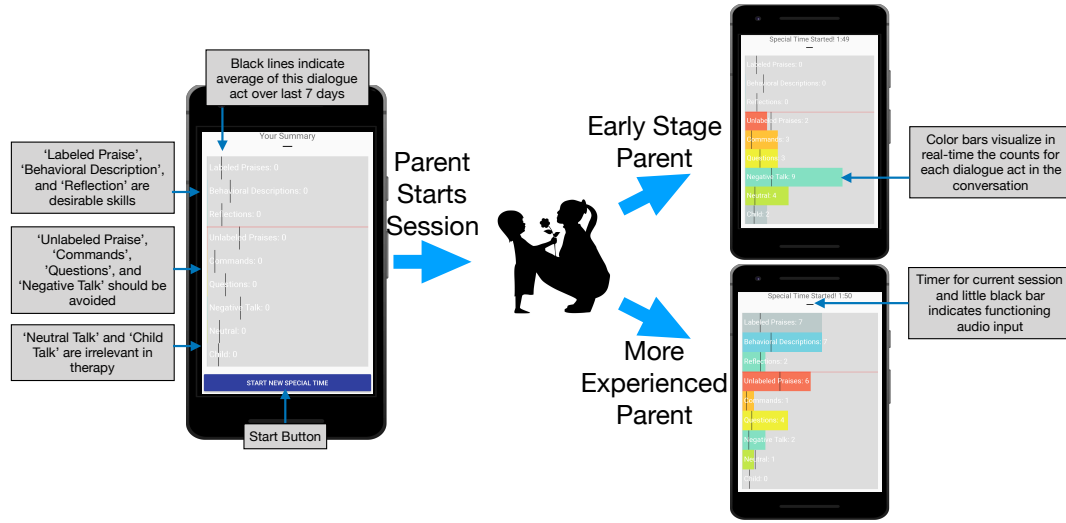 Black lines indicate
average of this dialogue
act over last 7 days
'Labeled Praise',
'Behavioral Description',
and 'Reflection' are
desirable skills
'Unlabeled Praise',
'Commands',
'Questions', and
'Negative Talk' should be
avoided
'Neutral Talk' and 'Child
Talk' are irrelevant in
therapy
Your Summary
Labeled Praises: 0
Behavioral Descriptions: 0
Reflections: 0
Unlabeled Praises: 0
Commands: 0
Questions: 0
Negative Talk: 0
Neutral: 0
Child: 0
START NEW SPECIAL TIME
Start Button
Parent
Starts
Session
Early Stage
Parent
More
Experienced
Parent
Special Time Started! 1:49
Labeled Praises: 0
Behavioral Descriptions: 0
Reflections: 0
Unlabeled Praises: 2
Commands: 3
Questions: 3
Negative Talk: 9
Neutral: 4
Child: 2
Color bars visualize in
real-time the counts for
each dialogue act in the
conversation
Special Time Started! 1:50
Labeled Praises: 7
Behavioral Descriptions: 7
Reflections: 2
Unlabeled Praises: 6
Commands: 1
Questions: 4
Negative Talk: 2
Neutral: 1
Child: 0
Timer for current session
and little black bar
indicates functioning
audio input